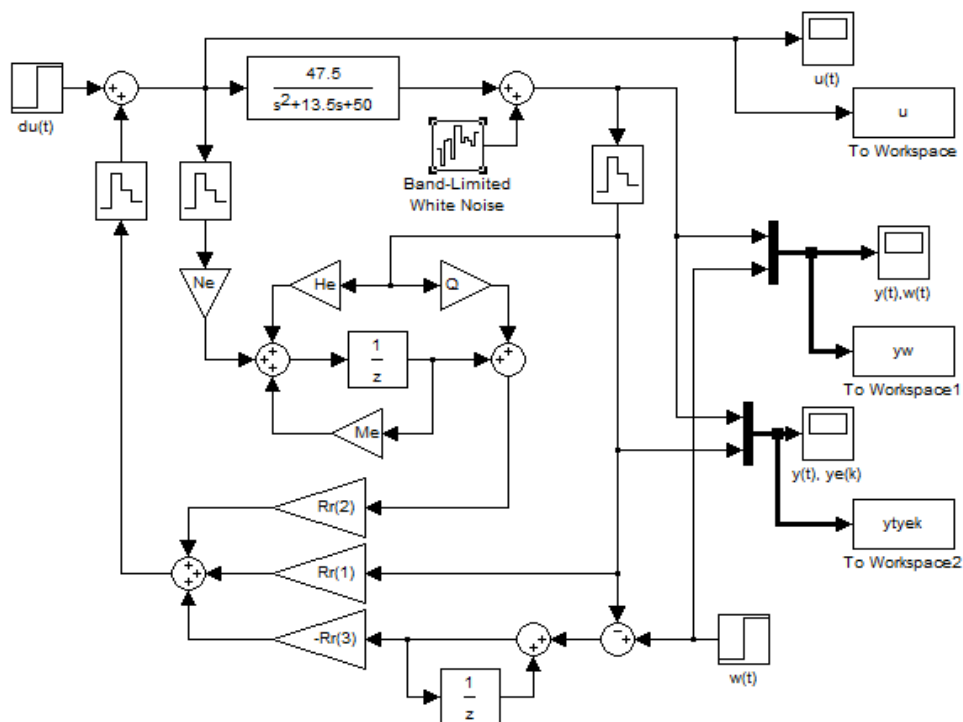 u(t)
du(t)
47.5
s²+13.5s+50
+
+
+
+
u
To Workspace
Band-Limited
White Noise
Ne
He
Q
y(t),w(t)
+
+
+
1
z
+
+
yw
To Workspace1
Me
y(t), ye(k)
Rr(2)
ytyek
To Workspace2
+
+
+
Rr(1)
-Rr(3)
+
+
-
+
w(t)
1
z